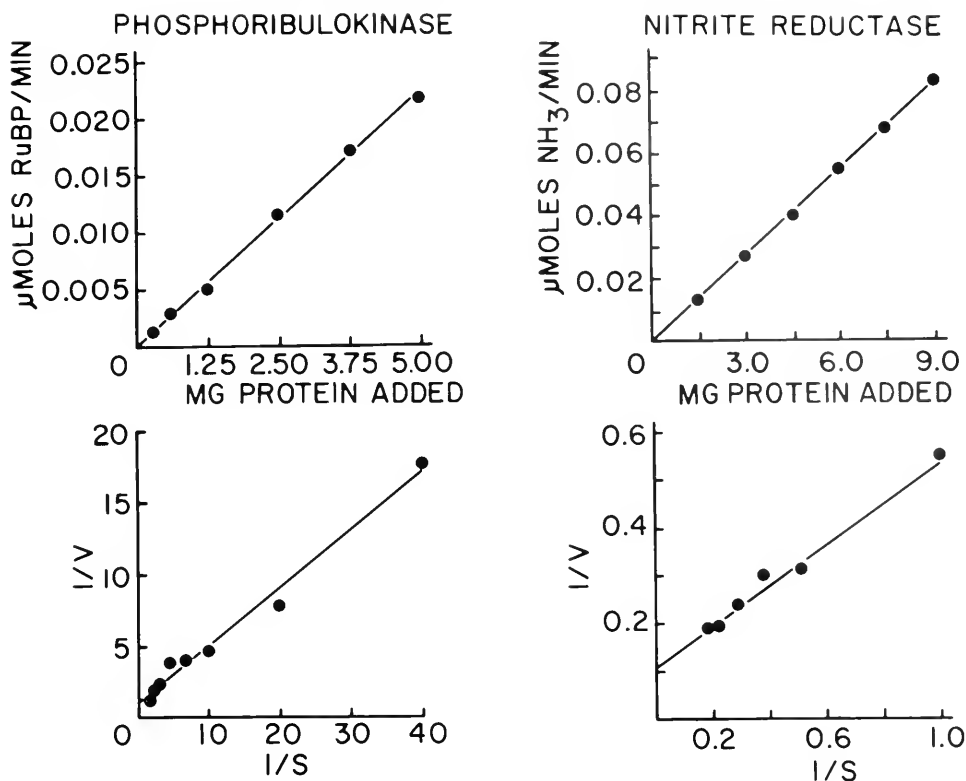 PHOSPHORIBULOKINASE
µMOLES RuBP/MIN
0.025
0.020
0.015
0.010
0.005
0
1.25 2.50 3.75 5.00
MG PROTEIN ADDED
NITRITE REDUCTASE
µMOLES NH₃/MIN
0.08
0.06
0.04
0.02
0
3.0 6.0 9.0
MG PROTEIN ADDED
1/V
20
15
10
5
0 10 20 30 40
1/S
1/V
0.6
0.4
0.2
0.2 0.6 1.0
1/S